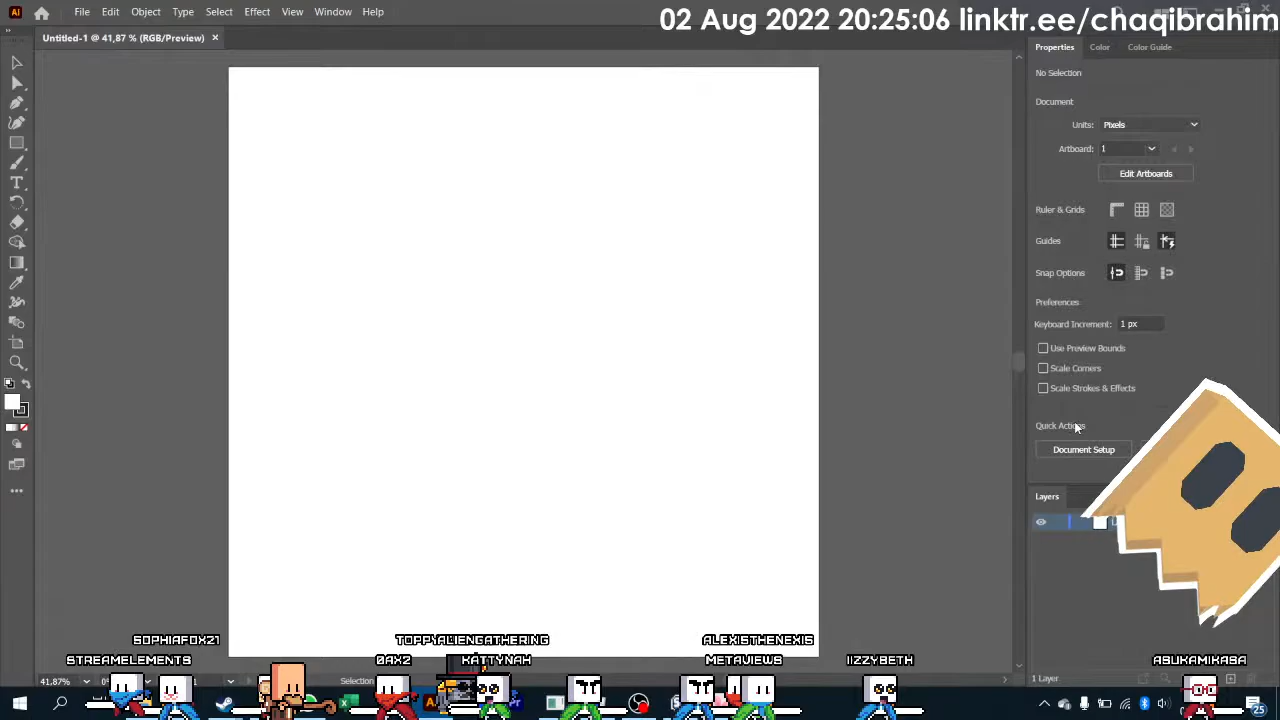 File Edit Object Type Select Effect View Window Help
02 Aug 2022 20:25:06 linktr.ee/chaqibrahim
Untitled-1 @ 41,87 % (RGB/Preview)
Properties Color Color Guide
No Selection
Document
Units: Pixels
Artboard: 1
Edit Artboards
Ruler & Grids
Guides
Snap Options
Preferences
Keyboard Increment: 1 px
Use Preview Bounds
Scale Corners
Scale Strokes & Effects
Quick Actions
Document Setup
Layers
SOPHIAFOX21 TOPPYALIENGATHERING ALEXISTHENEXIS
STREAMELEMENTS 0AX2 KATTYNAH METAVIEWS IIZZYBETH ASUKAMIKASA
41.87% Selection 1 Layer
25